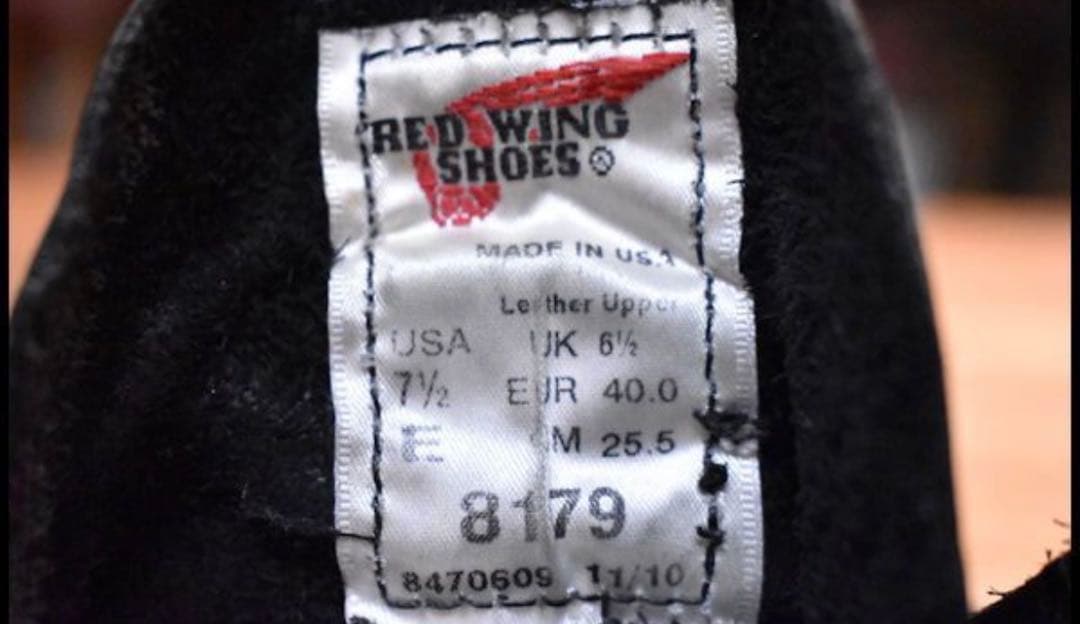 RED WING
SHOES
MADE IN USA
Leather Upper
USA UK 6½
7½ EUR 40.0
E CM 25.5
8179
8470609 11/10